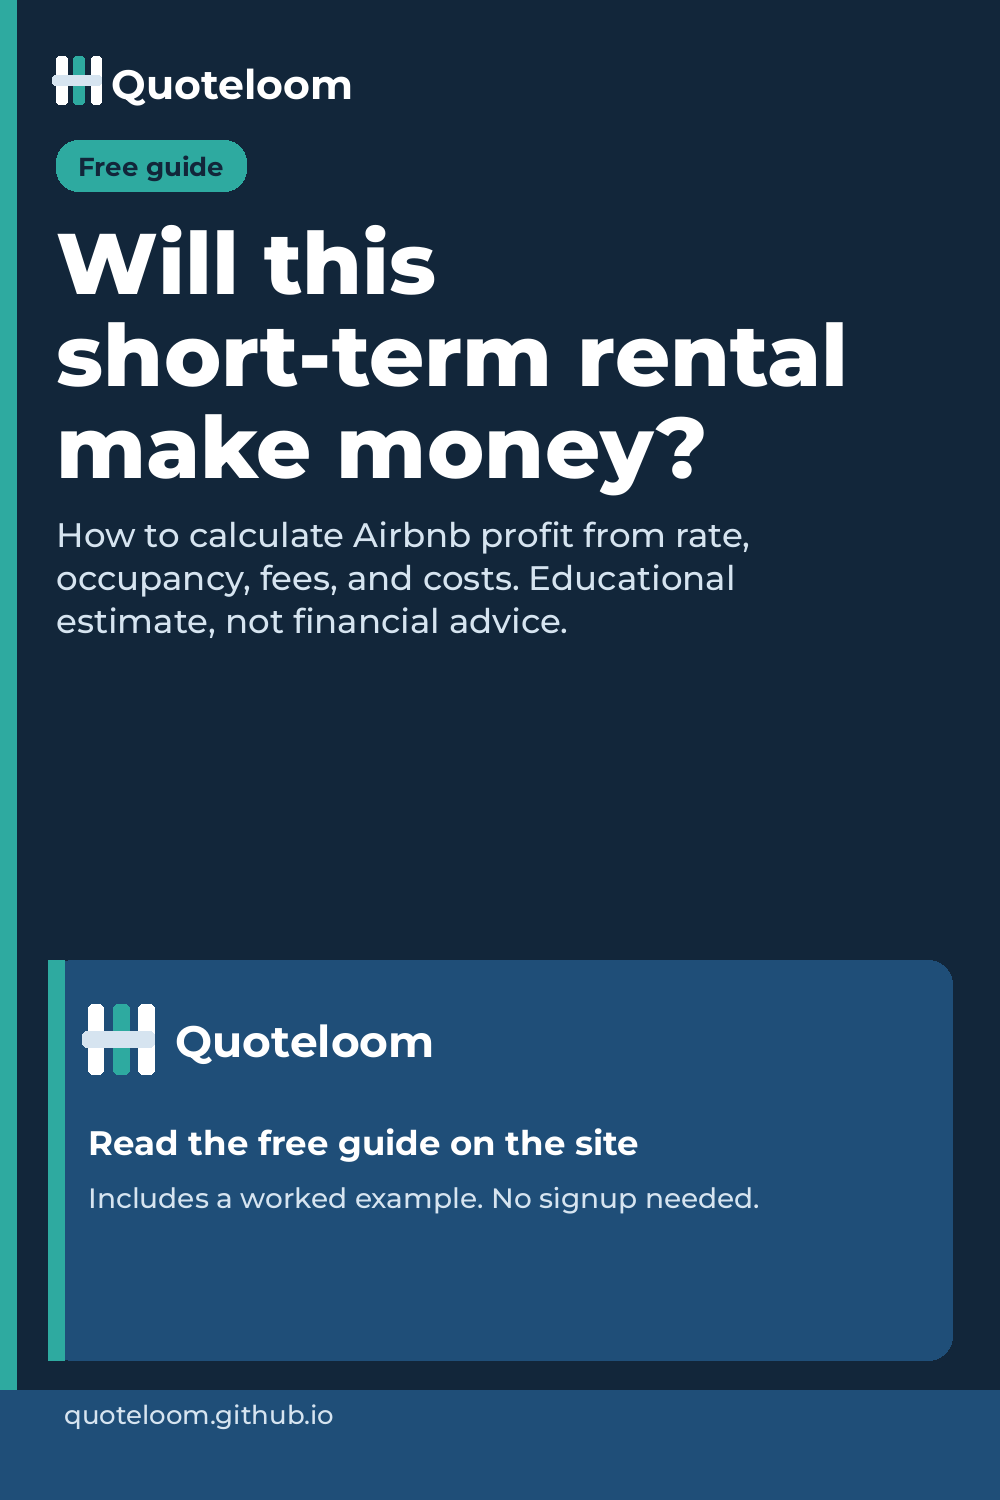 Quoteloom
Free guide
Will this
short-term rental
make money?
How to calculate Airbnb profit from rate,
occupancy, fees, and costs. Educational
estimate, not financial advice.
Quoteloom
Read the free guide on the site
Includes a worked example. No signup needed.
quoteloom.github.io